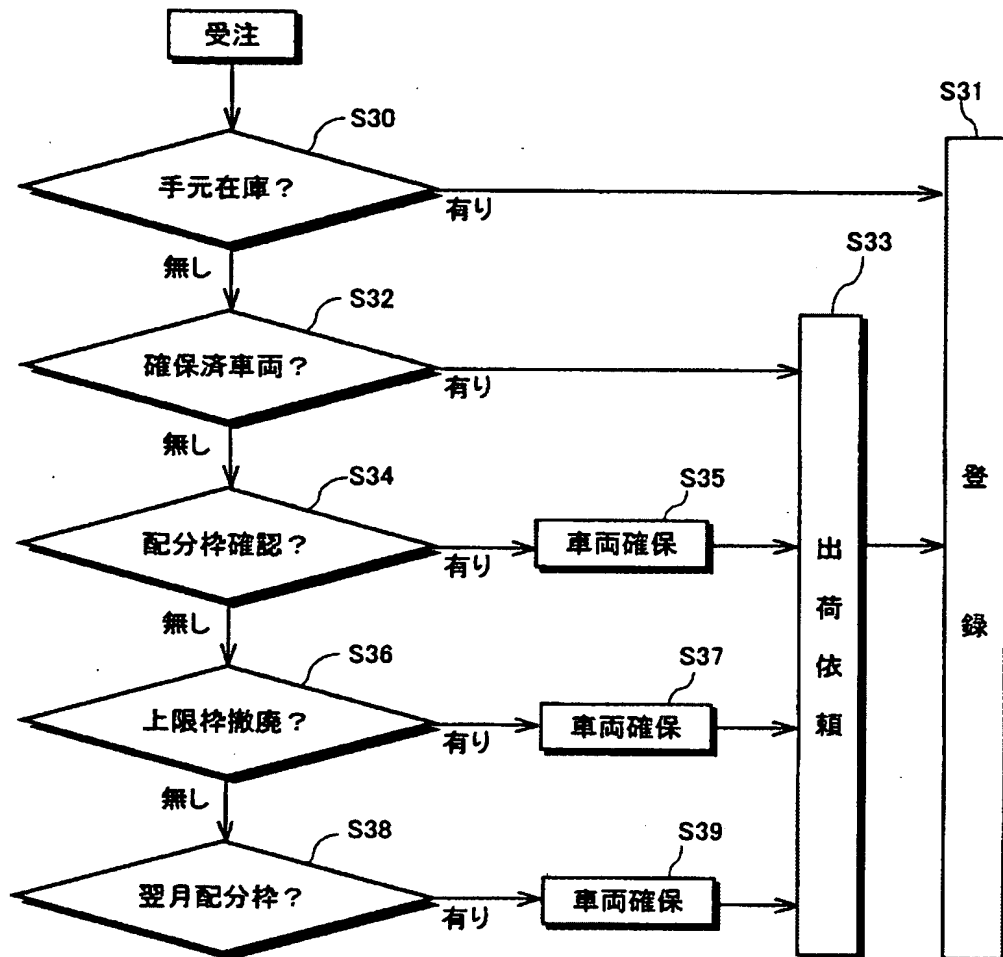 受注
S30
手元在庫？
有り
無し
S31
登録
S32
確保済車両？
有り
無し
S33
出荷依頼
S34
配分枠確認？
有り
無し
S35
車両確保
S36
上限枠撤廃？
有り
無し
S37
車両確保
S38
翌月配分枠？
有り
S39
車両確保